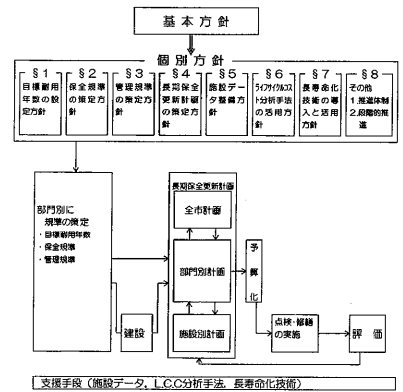 基本方針
個別方針
§1
目標耐用
年数の設
定方針
§2
保全規準
の策定方
針
§3
管理規準
の策定方
針
§4
長期保全
更新計画
の策定方
針
§5
施設デー
タ整備方
針
§6
ライフサイクルコス
ト分析手法
の活用方
針
§7
長寿命化
技術の導
入と活用
方針
§8
その他
1.推進体制
2.段階的推
進
部門別に
規準の策定
・目標耐用年数
・保全規準
・管理規準
建設
長期保全更新計画
全市計画
部門別計画
施設別計画
予算化
点検・修繕
の実施
評価
支援手段(施設データ, L.C.C分析手法, 長寿命化技術)